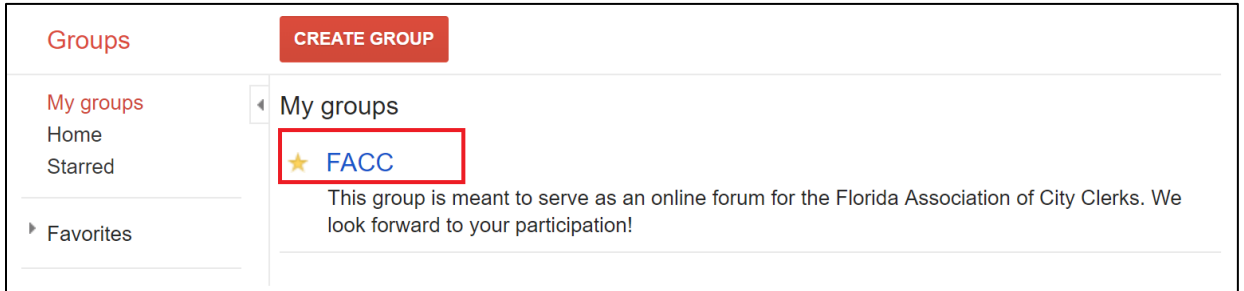 Groups
CREATE GROUP
My groups
Home
Starred
Favorites
My groups
FACC
This group is meant to serve as an online forum for the Florida Association of City Clerks. We
look forward to your participation!